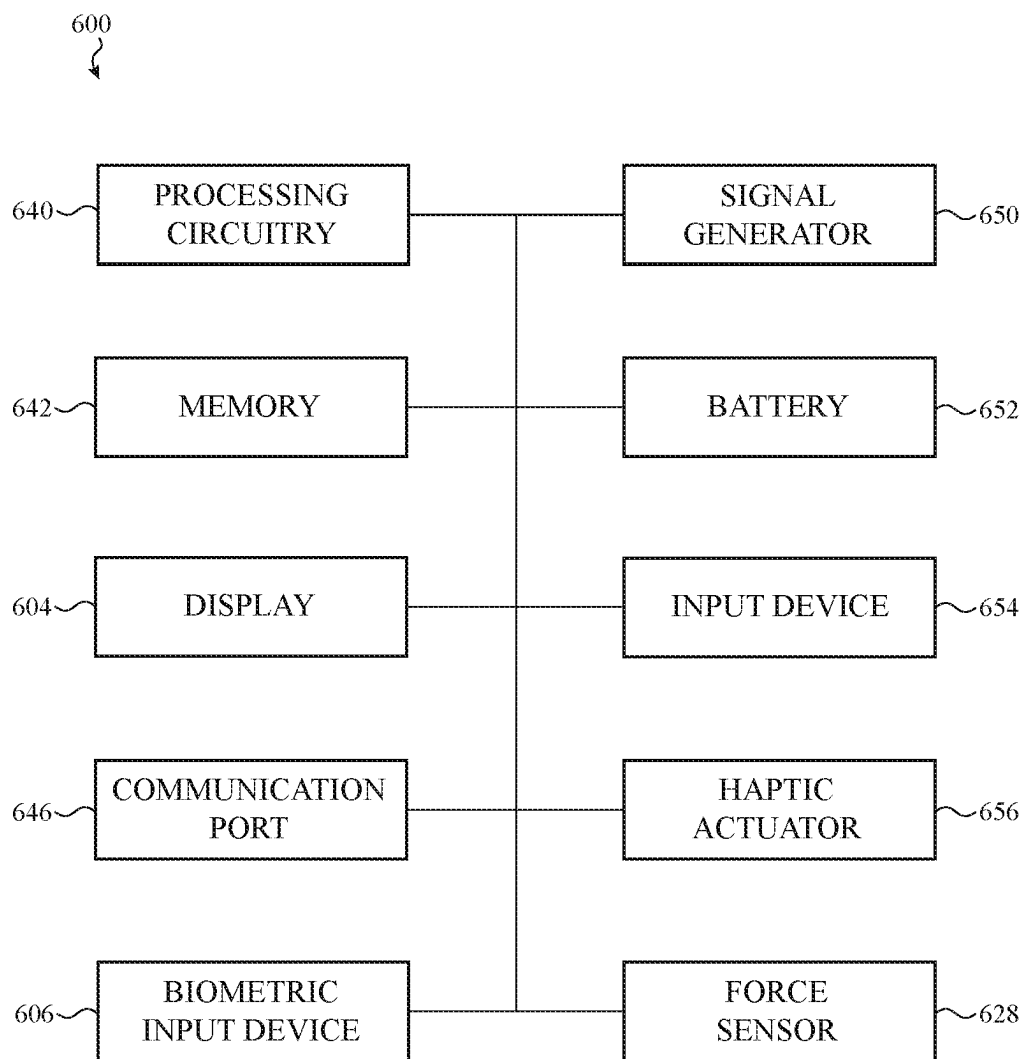 600
640
PROCESSING
CIRCUITRY
SIGNAL
GENERATOR
650
642
MEMORY
BATTERY
652
604
DISPLAY
INPUT DEVICE
654
646
COMMUNICATION
PORT
HAPTIC
ACTUATOR
656
606
BIOMETRIC
INPUT DEVICE
FORCE
SENSOR
628